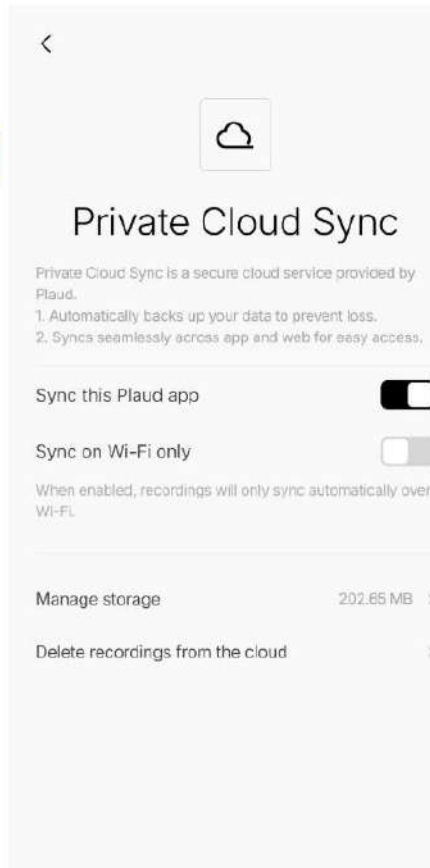 Private Cloud Sync
Private Cloud Sync is a secure cloud service provided by
Plaud.
1. Automatically backs up your data to prevent loss.
2. Syncs seamlessly across app and web for easy access.
Sync this Plaud app
Sync on Wi-Fi only
When enabled, recordings will only sync automatically over
Wi-Fi.
Manage storage 202.65 MB
Delete recordings from the cloud